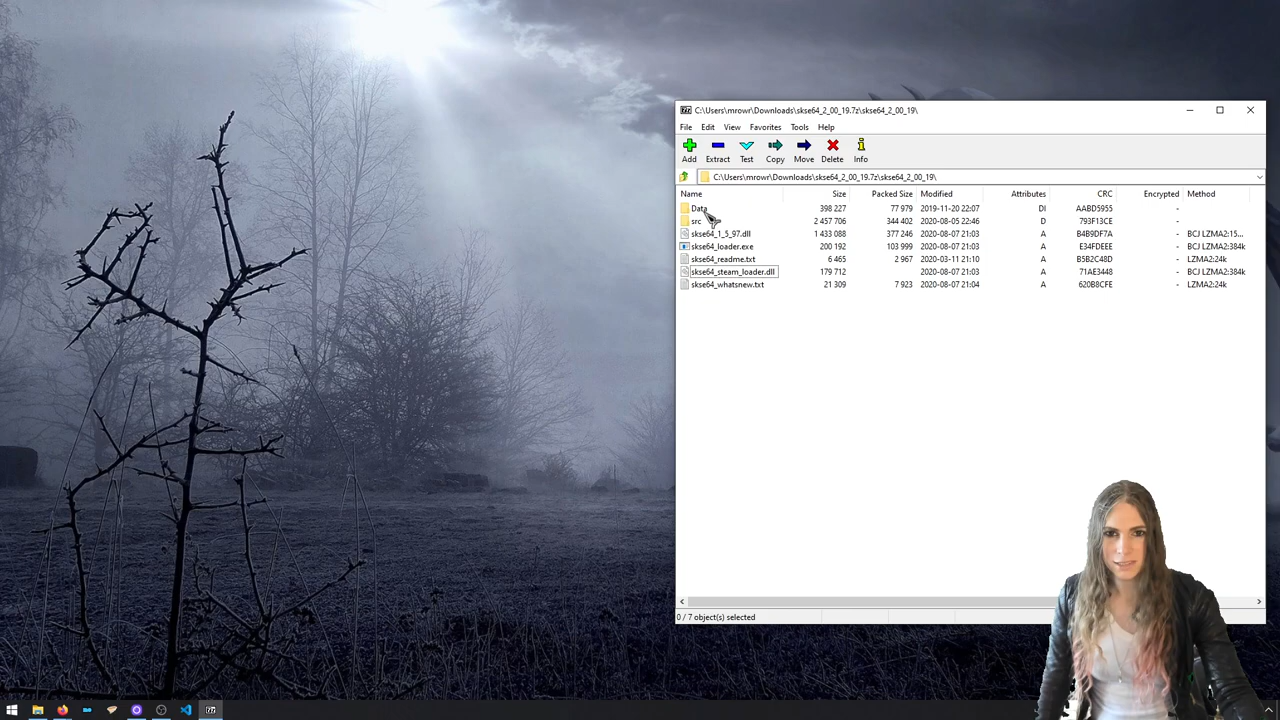 C:\Users\mrowr\Downloads\skse64_2_00_19.7z\skse64_2_00_19\
File Edit View Favorites Tools Help
Add Extract Test Copy Move Delete Info
C:\Users\mrowr\Downloads\skse64_2_00_19.7z\skse64_2_00_19\
Name Size Packed Size Modified Attributes CRC Encrypted Method
Data 398 227 77 979 2019-11-20 22:07 DI AABD5955 -
src 2 457 706 344 402 2020-08-05 22:46 D 793F13CE -
skse64_1_5_97.dll 1 433 088 377 246 2020-08-07 21:03 A B4B9DF7A - BCJ LZMA2:15...
skse64_loader.exe 200 192 103 999 2020-08-07 21:03 A E34FDEEE - BCJ LZMA2:384k
skse64_readme.txt 6 465 2 967 2020-03-11 21:10 A B5B2C48D - LZMA2:24k
skse64_steam_loader.dll 179 712 2020-08-07 21:03 A 71AE3448 - BCJ LZMA2:384k
skse64_whatsnew.txt 21 309 7 923 2020-08-07 21:04 A 620B8CFE - LZMA2:24k
0 / 7 object(s) selected